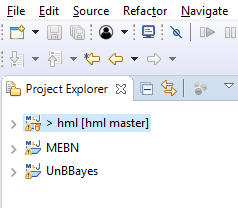 File Edit Source Refactor Navigate
Project Explorer
> hml [hml master]
MEBN
UnBBayes